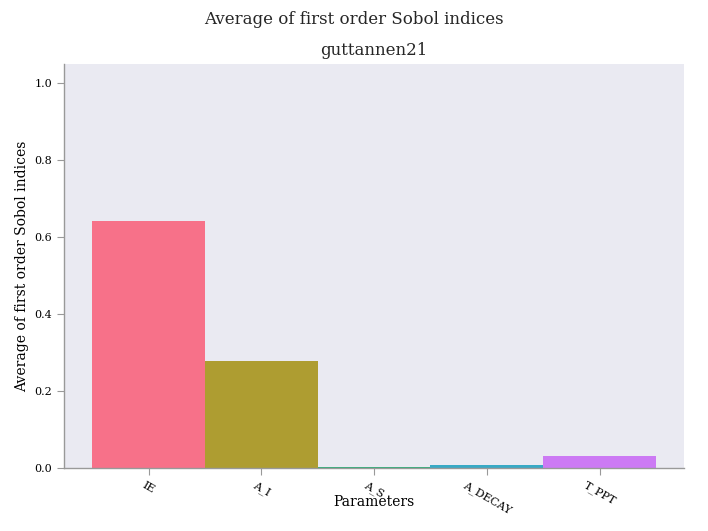 Average of first order Sobol indices
guttannen21
Average of first order Sobol indices
1.0
0.8
0.6
0.4
0.2
0.0
IE
A_I
A_S
A_DECAY
T_PPT
Parameters